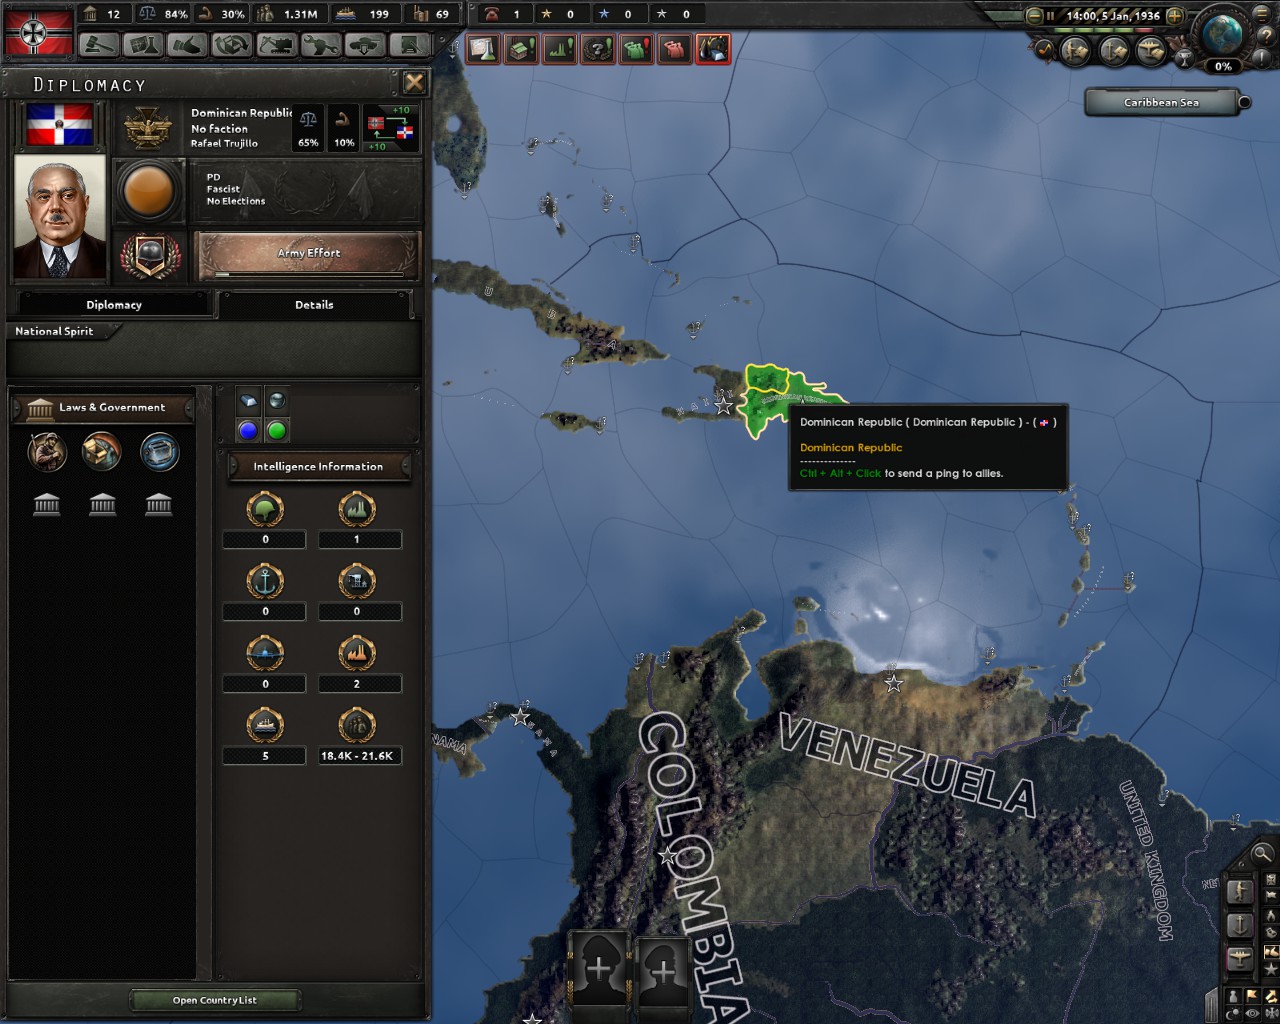 12
84%
30%
1.31M
199
69
1
0
0
0
14:00, 5 Jan, 1936
0%
DIPLOMACY
Dominican Republic
No faction
Rafael Trujillo
65%
10%
+10
+10
PD
Fascist
No Elections
Army Effort
Diplomacy
Details
National Spirit
Laws & Government
Intelligence Information
0
1
0
0
0
2
5
18.4K - 21.6K
Open Country List
Caribbean Sea
Dominican Republic ( Dominican Republic ) - ( )
Dominican Republic
--------------
Ctrl + Alt + Click to send a ping to allies.
COLOMBIA
VENEZUELA
UNITED KINGDOM